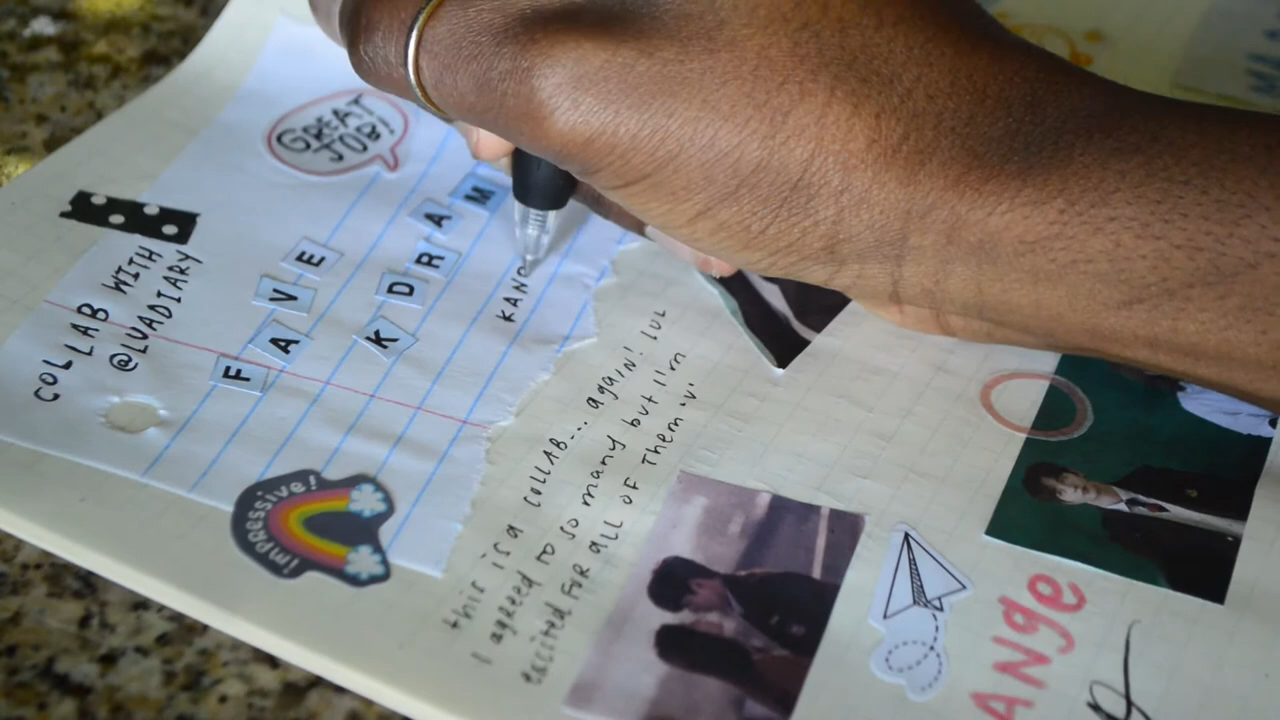 GREAT
JOB!
COLLAB WITH
@LUADIARY
FAVE
KDRAM
KANG
impressive!
this is a COLLAB... again! LOL
I agreed to so many but I'm
excited FOR all OF Them 'v'
ANge